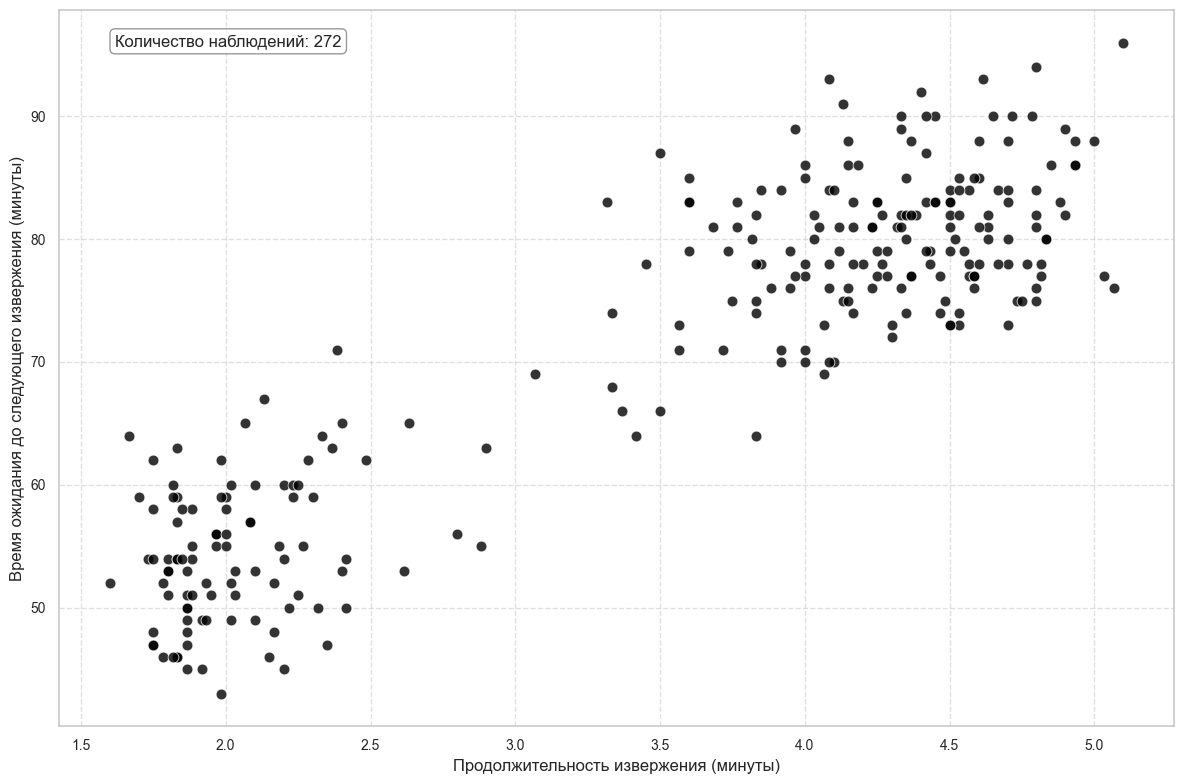 Количество наблюдений: 272
Время ожидания до следующего извержения (минуты)
90
80
70
60
50
1.5 2.0 2.5 3.0 3.5 4.0 4.5 5.0
Продолжительность извержения (минуты)